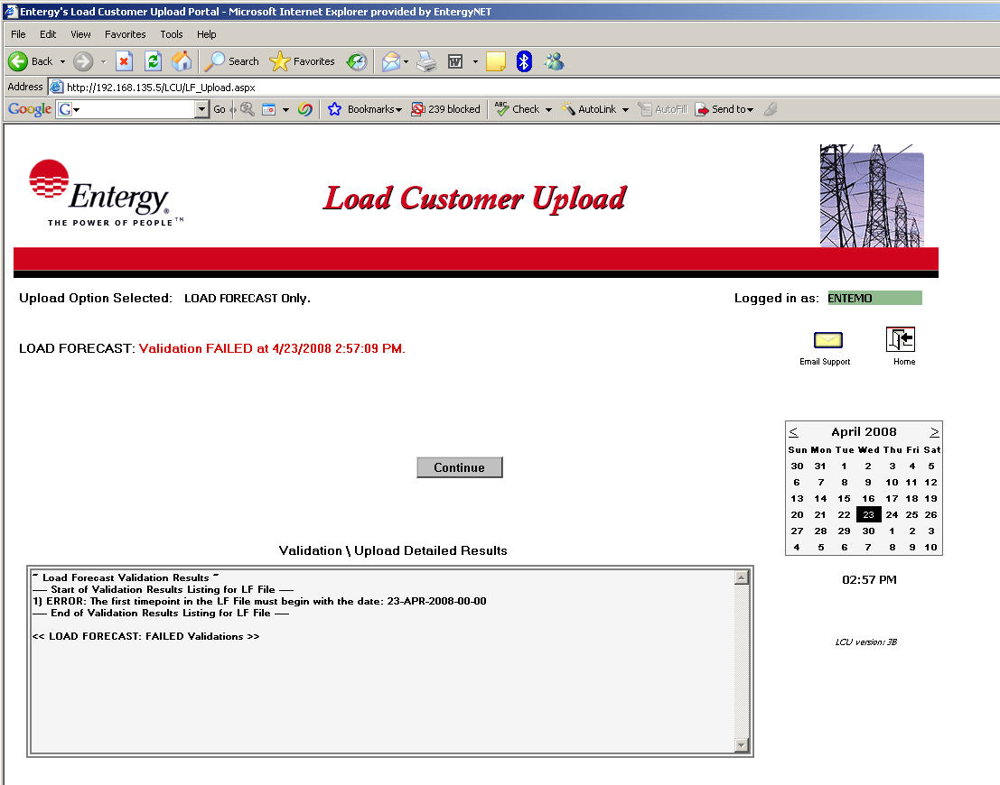 Entergy's Load Customer Upload Portal - Microsoft Internet Explorer provided by EntergyNET
File Edit View Favorites Tools Help
Back Search Favorites
Address http://192.168.135.5/LCU/LF_Upload.aspx
Google G Go Bookmarks 239 blocked ABC Check AutoLink AutoFill Send to
Entergy®
THE POWER OF PEOPLE™
Load Customer Upload
Upload Option Selected: LOAD FORECAST Only.
Logged in as: ENTEMO
LOAD FORECAST: Validation FAILED at 4/23/2008 2:57:09 PM.
Email Support Home
Continue
< April 2008 >
Sun Mon Tue Wed Thu Fri Sat
30 31 1 2 3 4 5
6 7 8 9 10 11 12
13 14 15 16 17 18 19
20 21 22 23 24 25 26
27 28 29 30 1 2 3
4 5 6 7 8 9 10
02:57 PM
LCU version: 3B
Validation \ Upload Detailed Results
~ Load Forecast Validation Results ~
--- Start of Validation Results Listing for LF File ---
1) ERROR: The first timepoint in the LF File must begin with the date: 23-APR-2008-00-00
--- End of Validation Results Listing for LF File ---
<< LOAD FORECAST: FAILED Validations >>